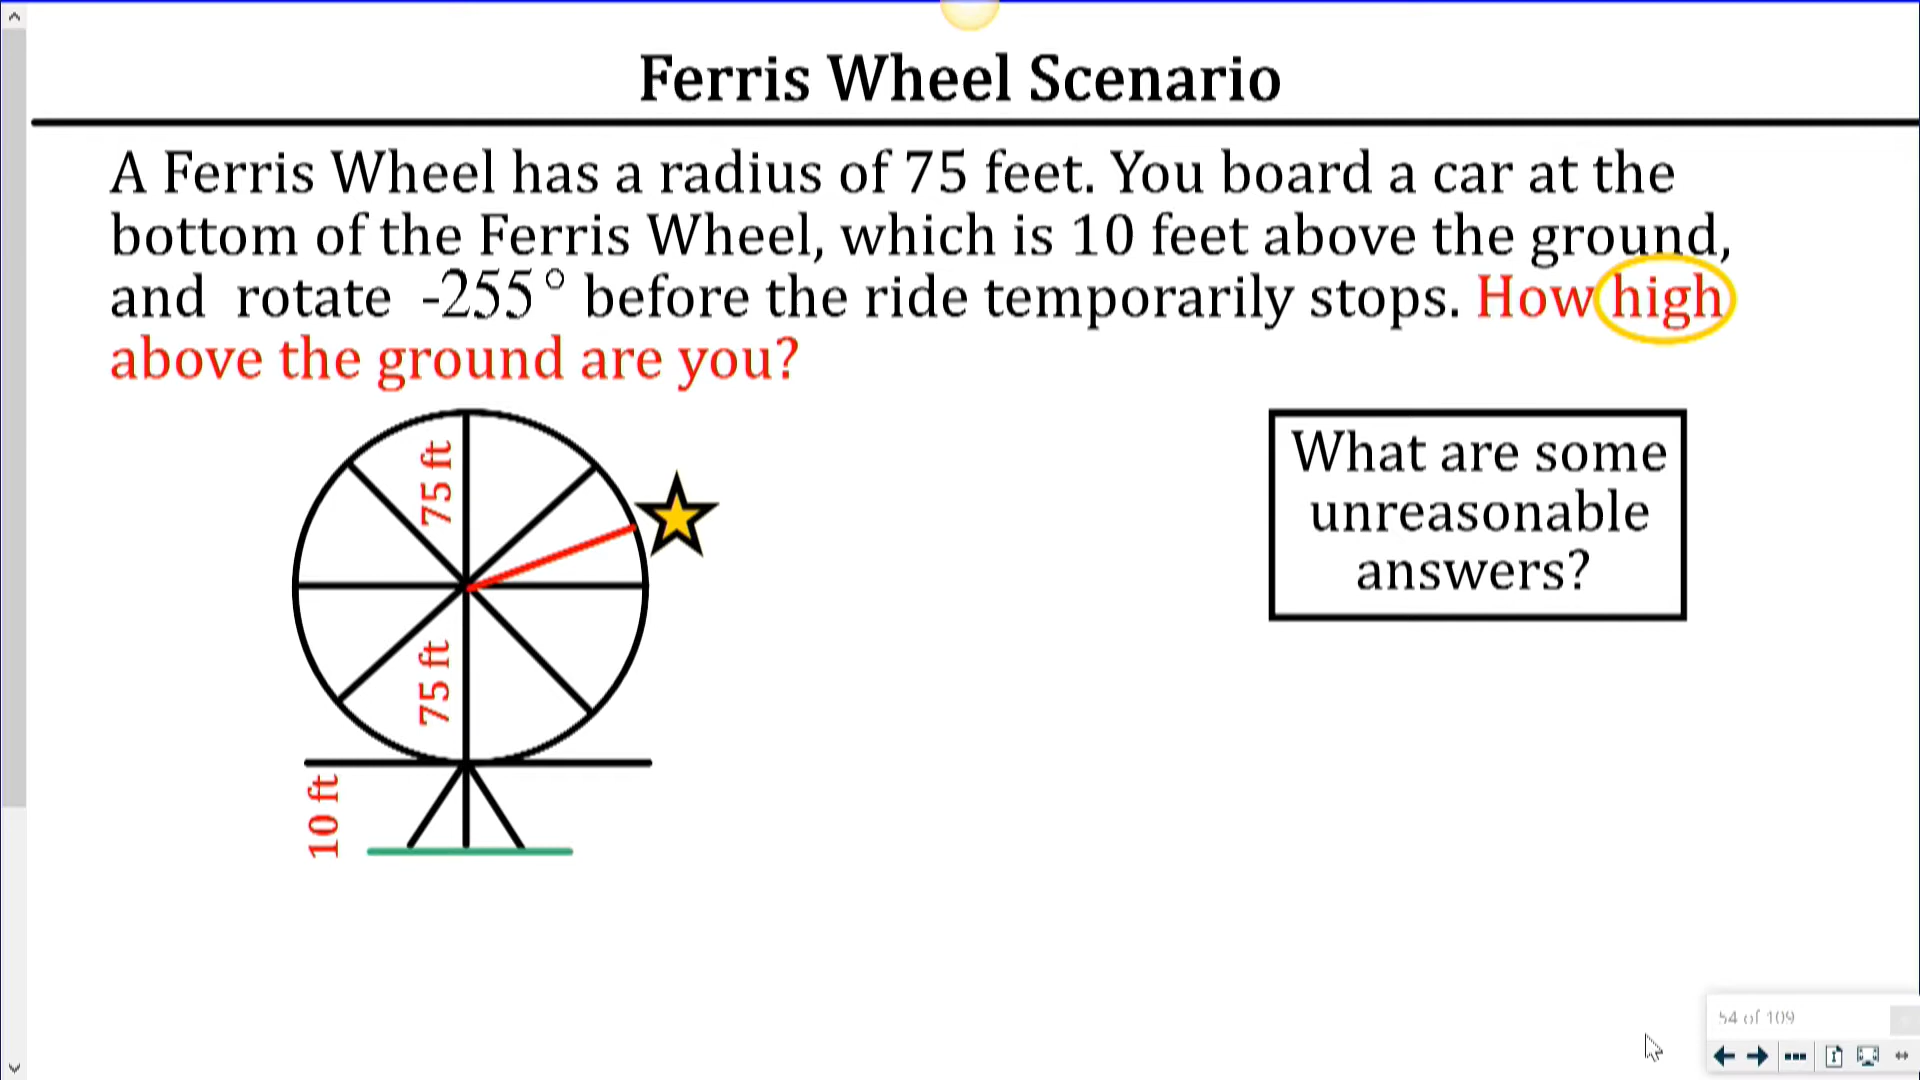 Ferris Wheel Scenario
A Ferris Wheel has a radius of 75 feet. You board a car at the
bottom of the Ferris Wheel, which is 10 feet above the ground,
and rotate -255° before the ride temporarily stops. How high
above the ground are you?
75 ft
75 ft
10 ft
What are some
unreasonable
answers?
54 of 109